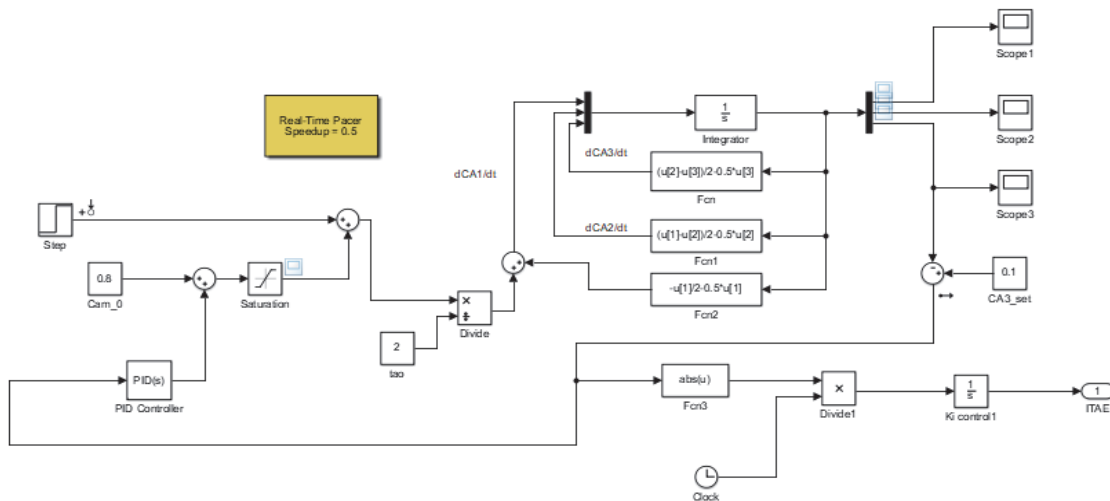 Scope1
Real-Time Pacer
Speedup = 0.5
1
s
Integrator
Scope2
dCA3/dt
dCA1/dt
(u[2]-u[3])/2-0.5*u[3]
Fcn
Scope3
Step
+
+
dCA2/dt
(u[1]-u[2])/2-0.5*u[2]
Fcn1
0.8
Cam_0
+
+
Saturation
+
+
-u[1]/2-0.5*u[1]
Fcn2
-
+
0.1
CA3_set
×
÷
Divide
2
tao
PID(s)
PID Controller
abs(u)
Fcn3
×
Divide1
1
s
Ki control1
1
ITAE
Clock